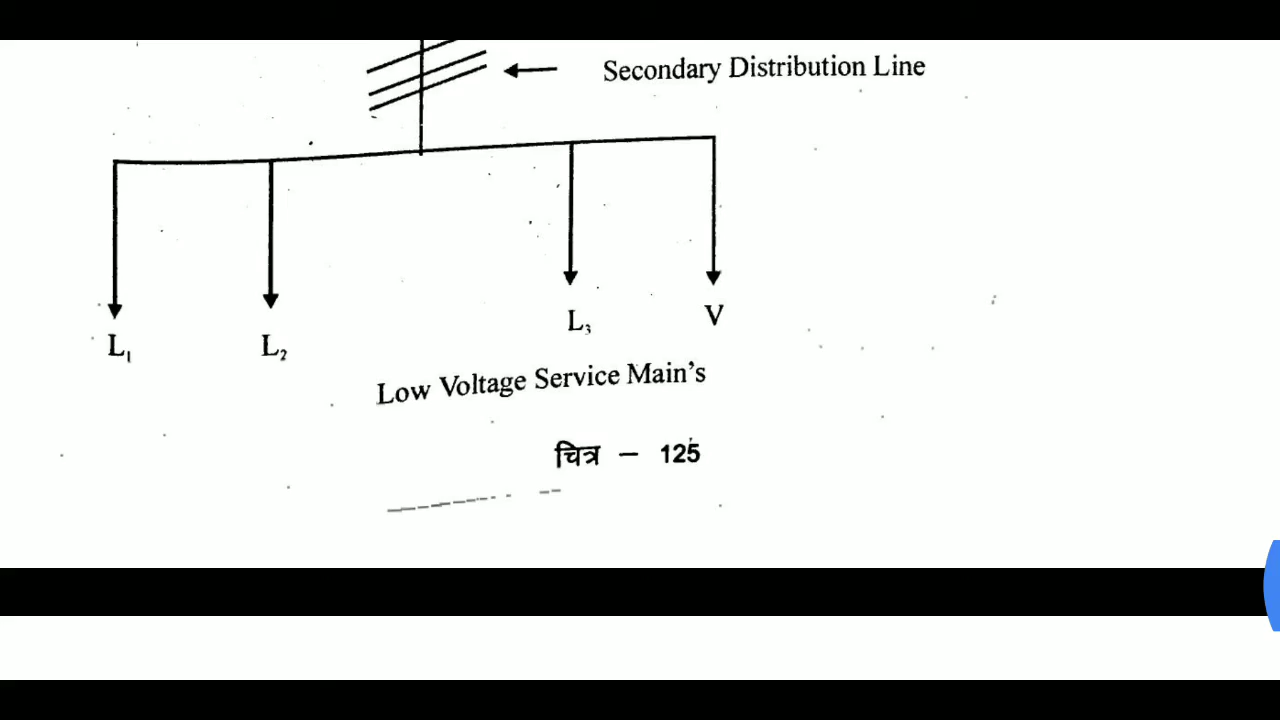 Secondary Distribution Line
L₁ L₂ L₃ V
Low Voltage Service Main's
चित्र – 125